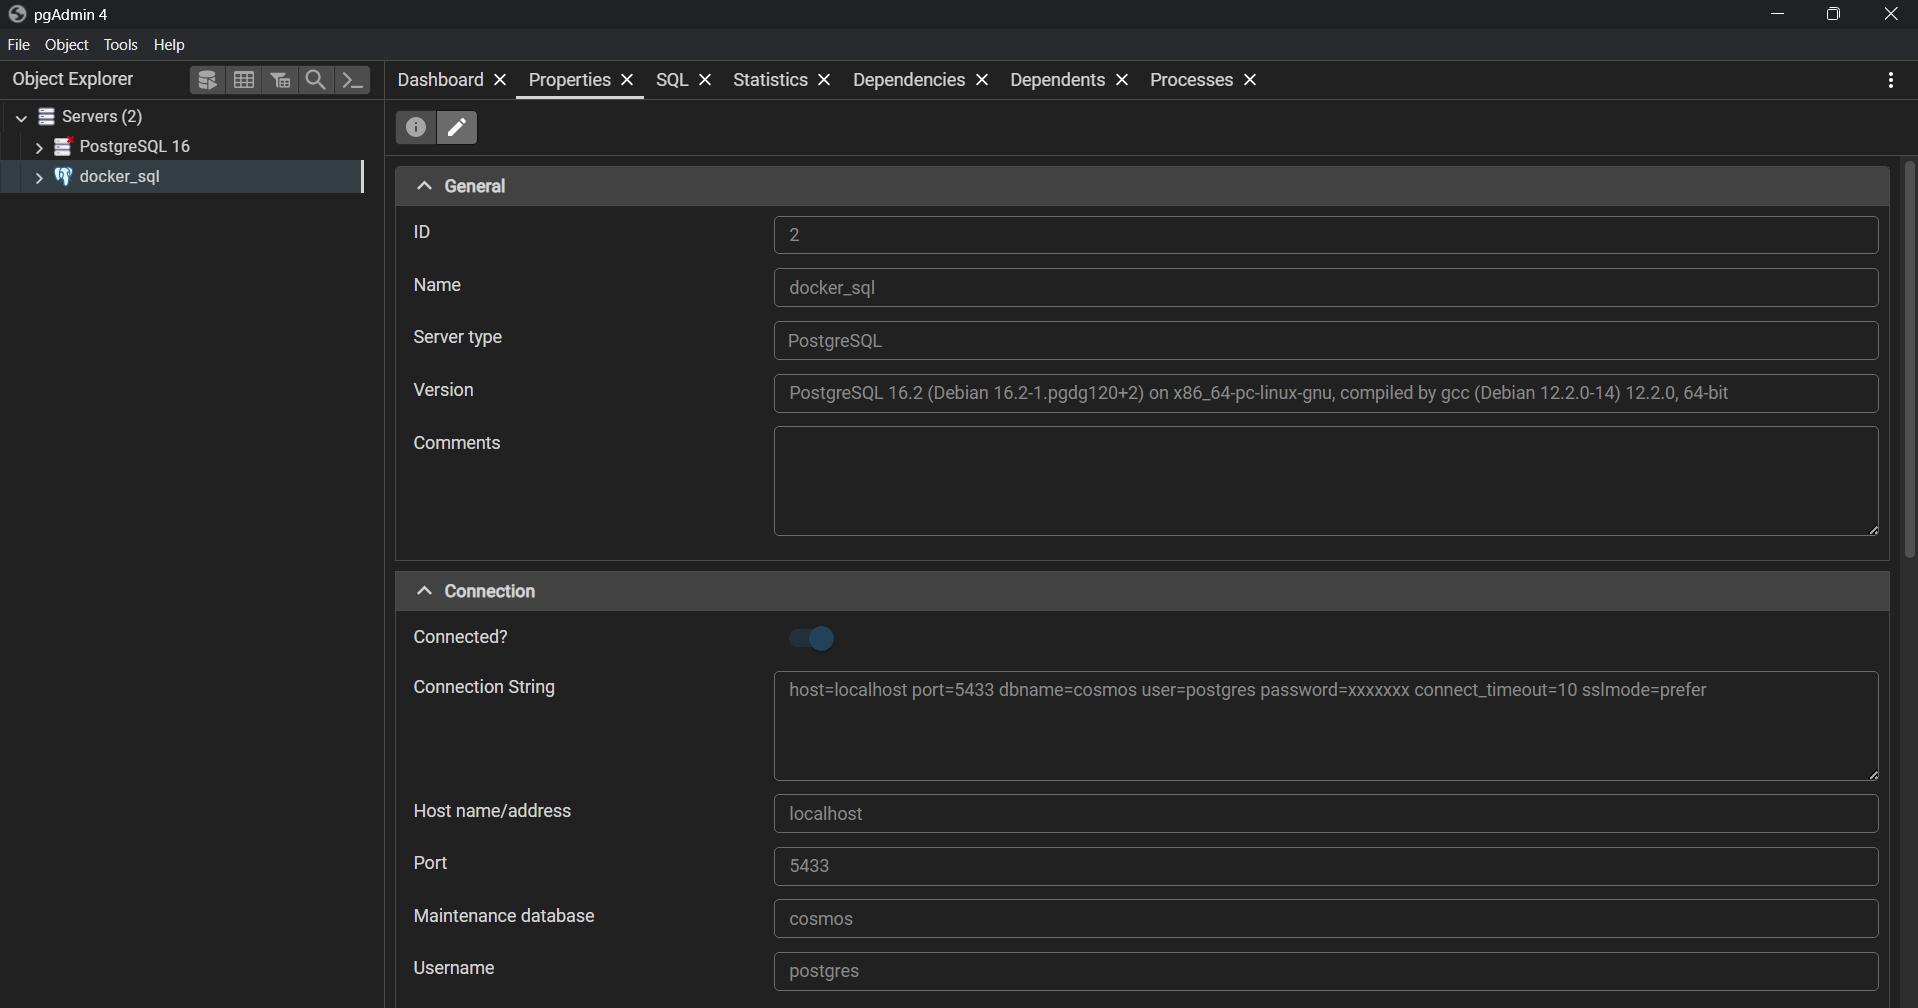 pgAdmin 4
File Object Tools Help
Object Explorer
Dashboard Properties SQL Statistics Dependencies Dependents Processes
Servers (2)
PostgreSQL 16
docker_sql
General
ID 2
Name docker_sql
Server type PostgreSQL
Version PostgreSQL 16.2 (Debian 16.2-1.pgdg120+2) on x86_64-pc-linux-gnu, compiled by gcc (Debian 12.2.0-14) 12.2.0, 64-bit
Comments
Connection
Connected?
Connection String host=localhost port=5433 dbname=cosmos user=postgres password=xxxxxxx connect_timeout=10 sslmode=prefer
Host name/address localhost
Port 5433
Maintenance database cosmos
Username postgres